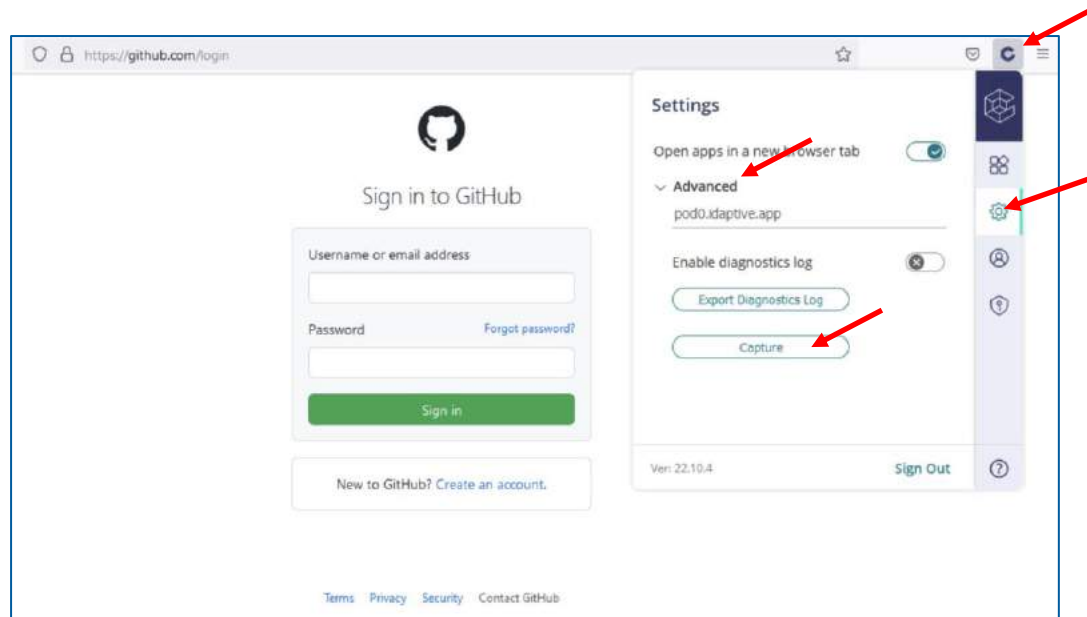 https://github.com/login
C
Sign in to GitHub
Username or email address
Password
Forgot password?
Sign in
New to GitHub? Create an account.
Terms Privacy Security Contact GitHub
Settings
Open apps in a new browser tab
Advanced
pod0.idaptive.app
Enable diagnostics log
Export Diagnostics Log
Capture
Ver: 22.10.4
Sign Out